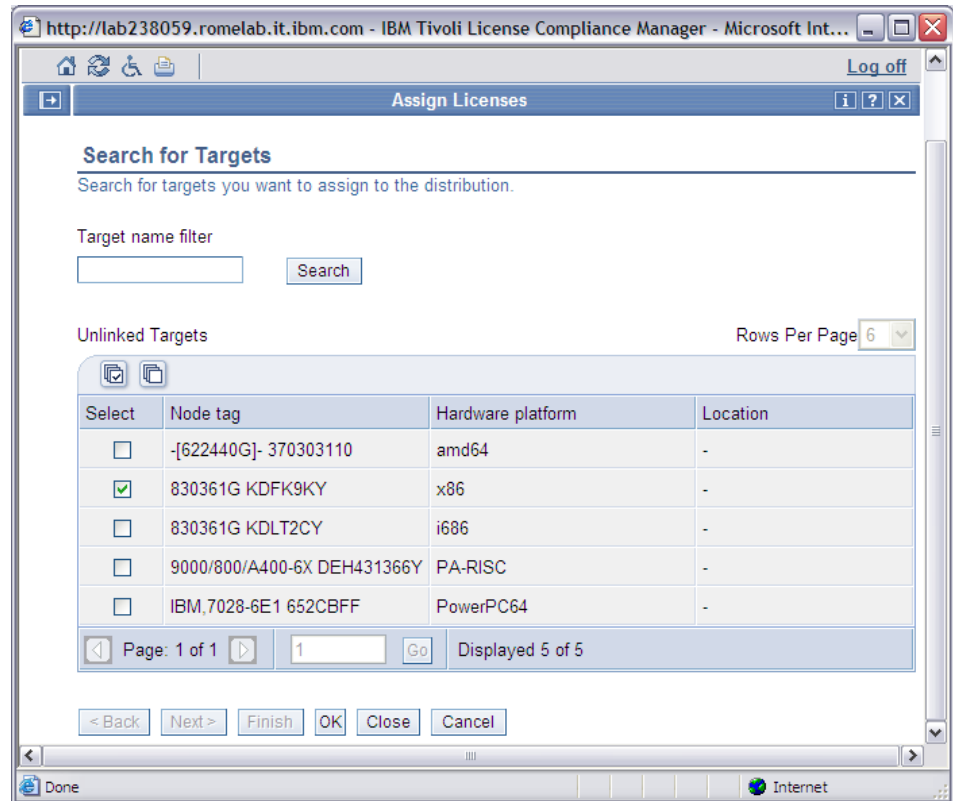 http://lab238059.romelab.it.ibm.com - IBM Tivoli License Compliance Manager - Microsoft Int...
Log off
Assign Licenses
Search for Targets
Search for targets you want to assign to the distribution.
Target name filter
Search
Unlinked Targets Rows Per Page 6
Select Node tag Hardware platform Location
-[622440G]- 370303110 amd64 -
830361G KDFK9KY x86 -
830361G KDLT2CY i686 -
9000/800/A400-6X DEH431366Y PA-RISC -
IBM,7028-6E1 652CBFF PowerPC64 -
Page: 1 of 1 1 Go Displayed 5 of 5
< Back Next > Finish OK Close Cancel
Done Internet